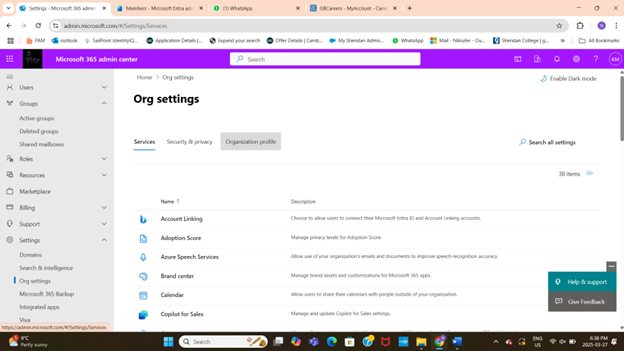 Settings - Microsoft 365 admin
Members - Microsoft Entra admi
(1) WhatsApp
GBCareers - MyAccount - Caree
admin.microsoft.com/#/Settings/Services
PAM
outlook
SailPoint|IdentityIQ...
Application Details |...
Expand your search
Offer Details | Camb...
My Sheridan Admis...
WhatsApp
Mail - Niloufer - Ou...
Sheridan College | g...
All Bookmarks
Microsoft 365 admin center
Search
KM
Users
Groups
Active groups
Deleted groups
Shared mailboxes
Roles
Resources
Marketplace
Billing
Support
Settings
Domains
Search & intelligence
Org settings
Microsoft 365 Backup
Integrated apps
Viva
https://admin.microsoft.com/#/Settings/Services
Home > Org settings
Enable Dark mode
Org settings
Services Security & privacy Organization profile
Search all settings
38 items
Name ↑ Description
Account Linking Choose to allow users to connect their Microsoft Entra ID and Account Linking accounts.
Adoption Score Manage privacy levels for Adoption Score.
Azure Speech Services Allow use of your organization's emails and documents to improve speech recognition accuracy.
Brand center Manage brand assets and customizations for Microsoft 365 apps.
Calendar Allow users to share their calendars with people outside of your organization.
Copilot for Sales Manage and update Copilot for Sales settings.
Help & support
Give Feedback
9°C
Partly sunny
Search
ENG
US
6:38 PM
2025-03-27